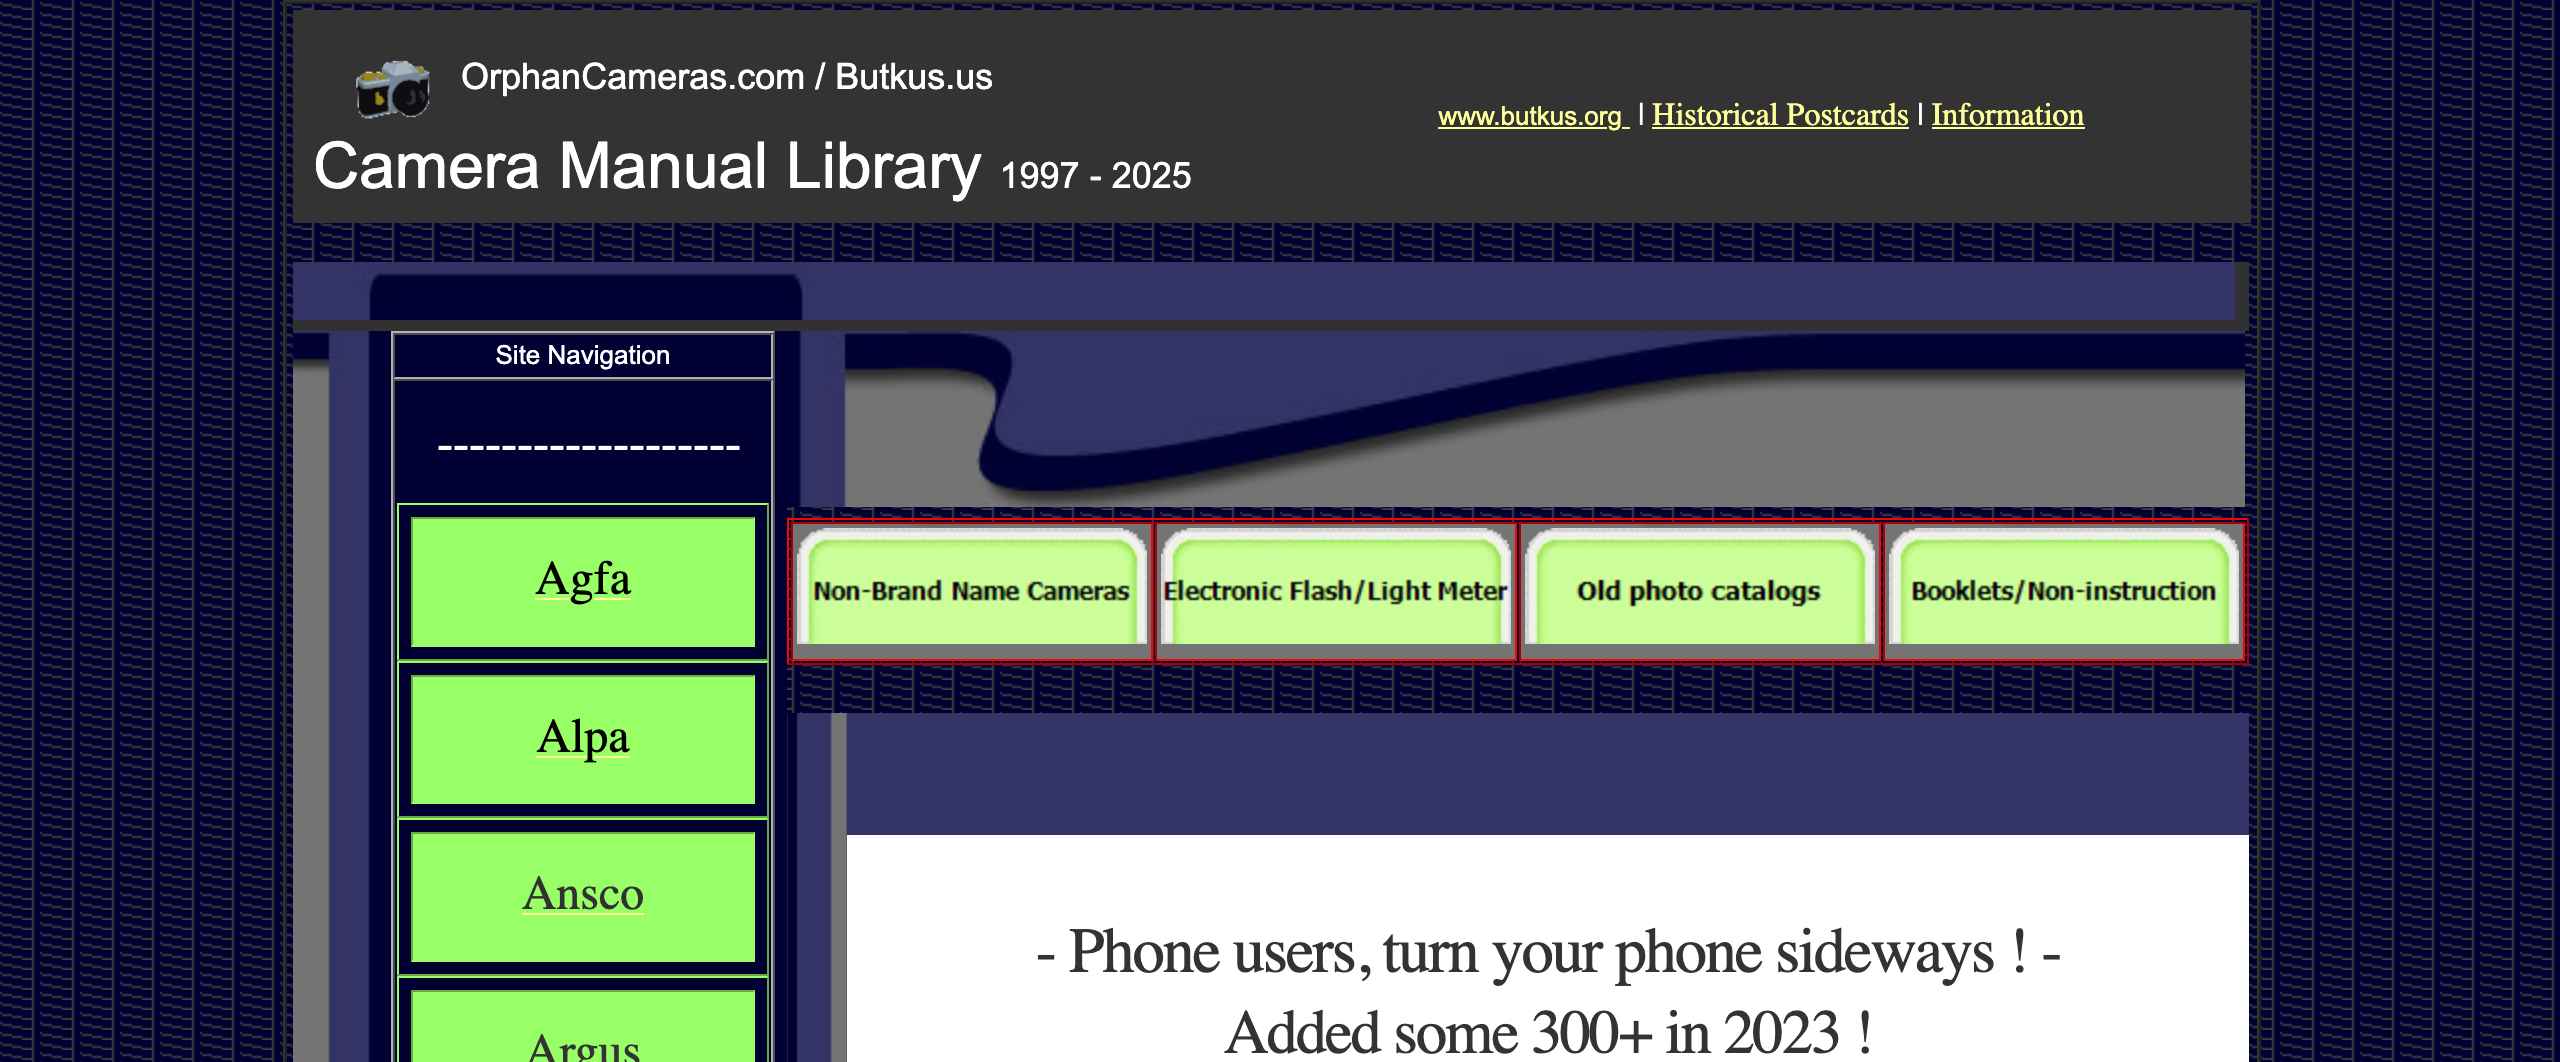 OrphanCameras.com / Butkus.us
www.butkus.org | Historical Postcards | Information
Camera Manual Library 1997 - 2025
Site Navigation
-------------------
Agfa
Alpa
Ansco
Argus
Non-Brand Name Cameras
Electronic Flash/Light Meter
Old photo catalogs
Booklets/Non-instruction
- Phone users, turn your phone sideways ! -
Added some 300+ in 2023 !